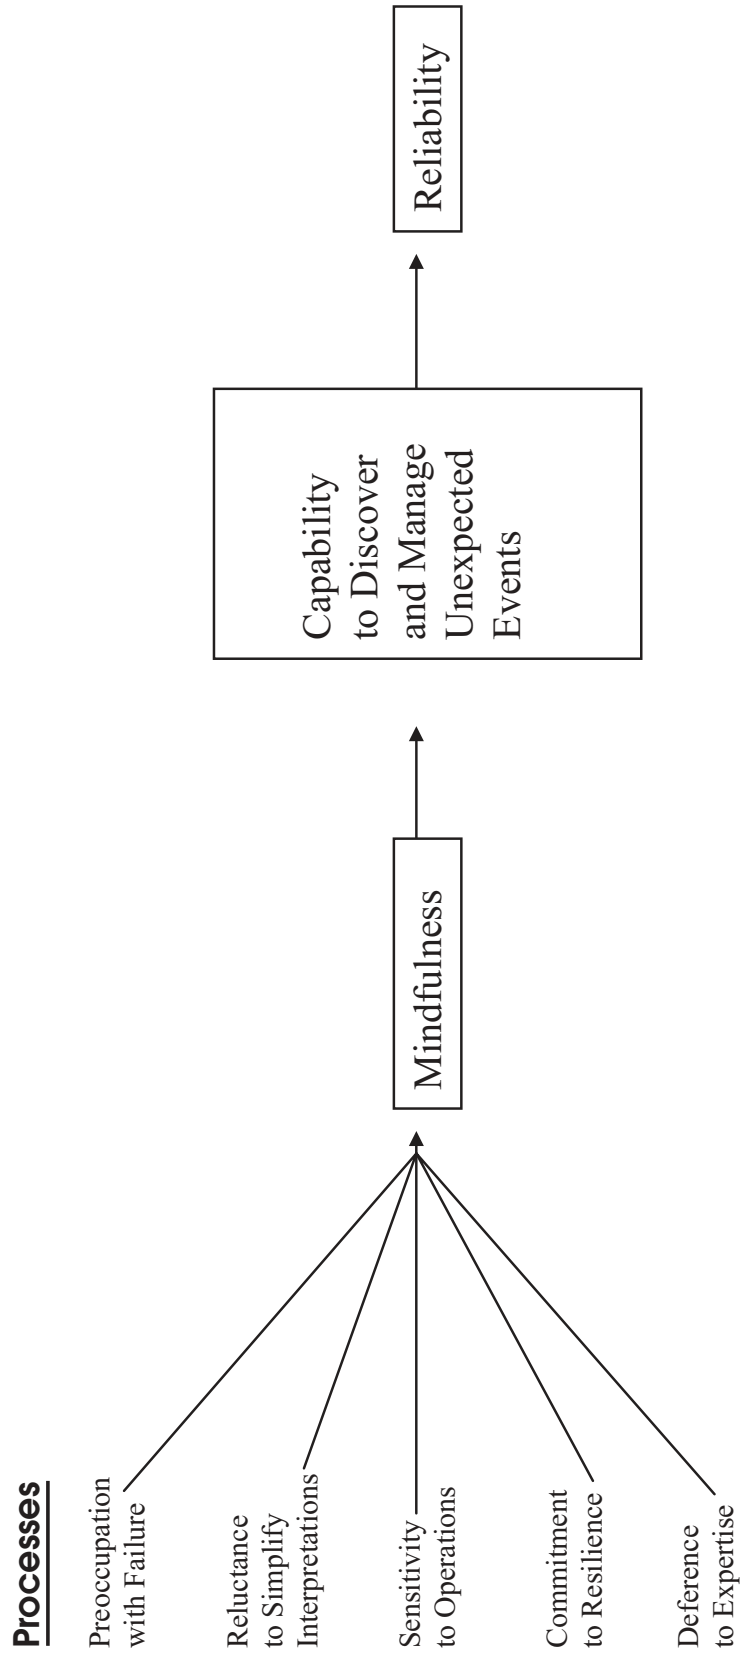 Processes
Preoccupation
with Failure
Reluctance
to Simplify
Interpretations
Sensitivity
to Operations
Commitment
to Resilience
Deference
to Expertise
Mindfulness
Capability
to Discover
and Manage
Unexpected
Events
Reliability